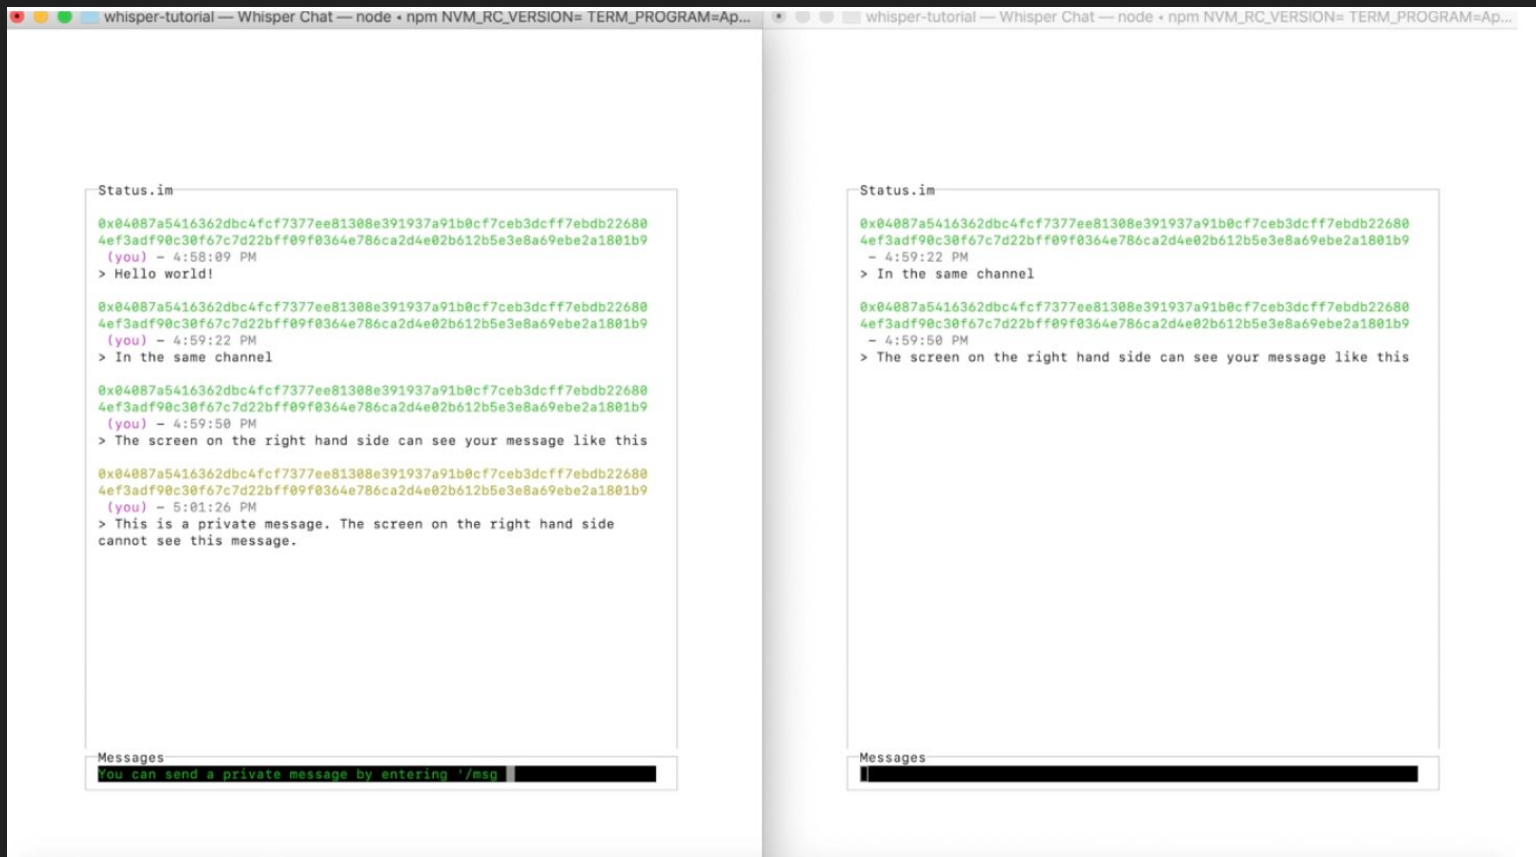 whisper-tutorial — Whisper Chat — node • npm NVM_RC_VERSION= TERM_PROGRAM=Ap...
Status.im
0x04087a5416362dbc4fcf7377ee81308e391937a91b0cf7ceb3dcff7ebdb22680
4ef3adf90c30f67c7d22bff09f0364e786ca2d4e02b612b5e3e8a69ebe2a1801b9
(you) – 4:58:09 PM
> Hello world!
0x04087a5416362dbc4fcf7377ee81308e391937a91b0cf7ceb3dcff7ebdb22680
4ef3adf90c30f67c7d22bff09f0364e786ca2d4e02b612b5e3e8a69ebe2a1801b9
(you) – 4:59:22 PM
> In the same channel
0x04087a5416362dbc4fcf7377ee81308e391937a91b0cf7ceb3dcff7ebdb22680
4ef3adf90c30f67c7d22bff09f0364e786ca2d4e02b612b5e3e8a69ebe2a1801b9
(you) – 4:59:50 PM
> The screen on the right hand side can see your message like this
0x04087a5416362dbc4fcf7377ee81308e391937a91b0cf7ceb3dcff7ebdb22680
4ef3adf90c30f67c7d22bff09f0364e786ca2d4e02b612b5e3e8a69ebe2a1801b9
(you) – 5:01:26 PM
> This is a private message. The screen on the right hand side
cannot see this message.
Messages
You can send a private message by entering '/msg
whisper-tutorial — Whisper Chat — node • npm NVM_RC_VERSION= TERM_PROGRAM=Ap...
Status.im
0x04087a5416362dbc4fcf7377ee81308e391937a91b0cf7ceb3dcff7ebdb22680
4ef3adf90c30f67c7d22bff09f0364e786ca2d4e02b612b5e3e8a69ebe2a1801b9
– 4:59:22 PM
> In the same channel
0x04087a5416362dbc4fcf7377ee81308e391937a91b0cf7ceb3dcff7ebdb22680
4ef3adf90c30f67c7d22bff09f0364e786ca2d4e02b612b5e3e8a69ebe2a1801b9
– 4:59:50 PM
> The screen on the right hand side can see your message like this
Messages